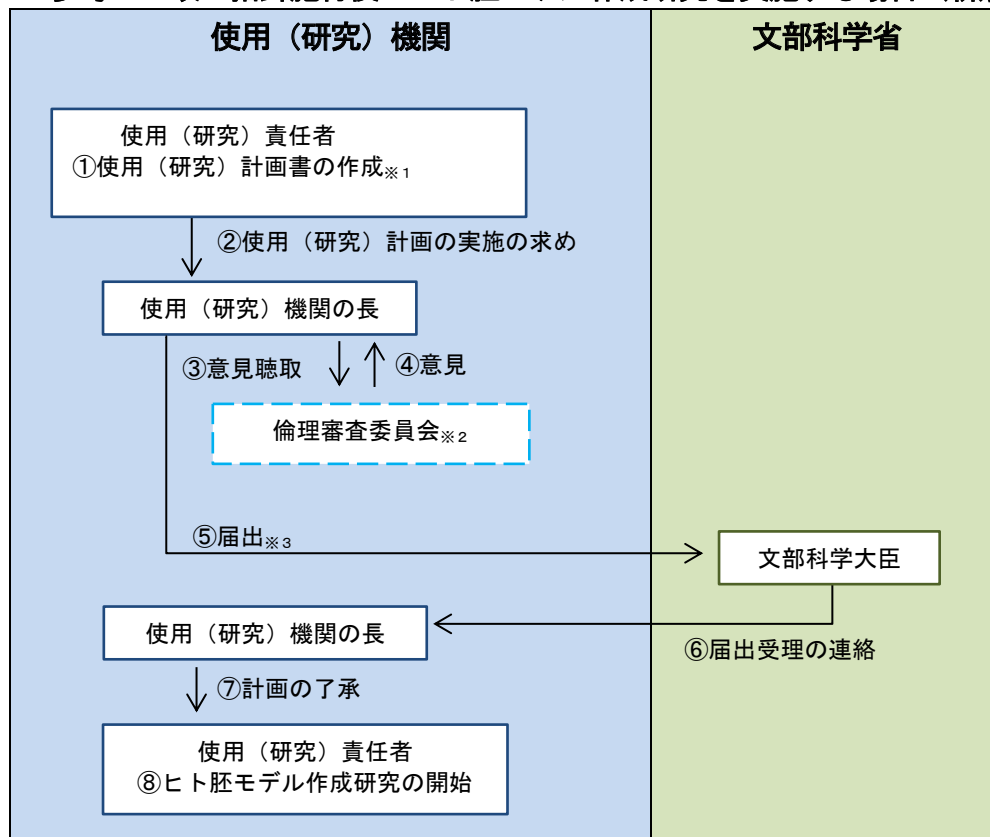 使用（研究）機関
文部科学省
使用（研究）責任者
①使用（研究）計画書の作成※1
②使用（研究）計画の実施の求め
使用（研究）機関の長
③意見聴取
④意見
倫理審査委員会※2
⑤届出※3
文部科学大臣
使用（研究）機関の長
⑥届出受理の連絡
⑦計画の了承
使用（研究）責任者
⑧ヒト胚モデル作成研究の開始